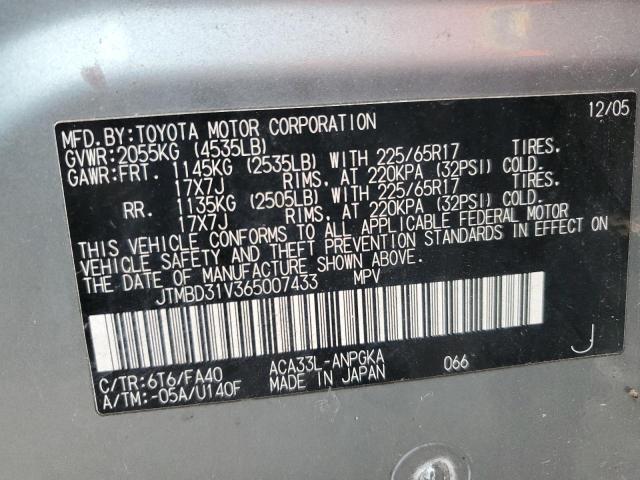 MFD.BY:TOYOTA MOTOR CORPORATION 12/05
GVWR:2055KG (4535LB)
GAWR:FRT. 1145KG (2535LB) WITH 225/65R17 TIRES.
17X7J RIMS, AT 220KPA (32PSI) COLD.
RR. 1135KG (2505LB) WITH 225/65R17 TIRES.
17X7J RIMS, AT 220KPA (32PSI) COLD.
THIS VEHICLE CONFORMS TO ALL APPLICABLE FEDERAL MOTOR
VEHICLE SAFETY AND THEFT PREVENTION STANDARDS IN EFFECT ON
THE DATE OF MANUFACTURE SHOWN ABOVE.
JTMBD31V365007433 MPV
C/TR:6T6/FA40 ACA33L-ANPGKA 066 J
A/TM:-05A/U140F MADE IN JAPAN